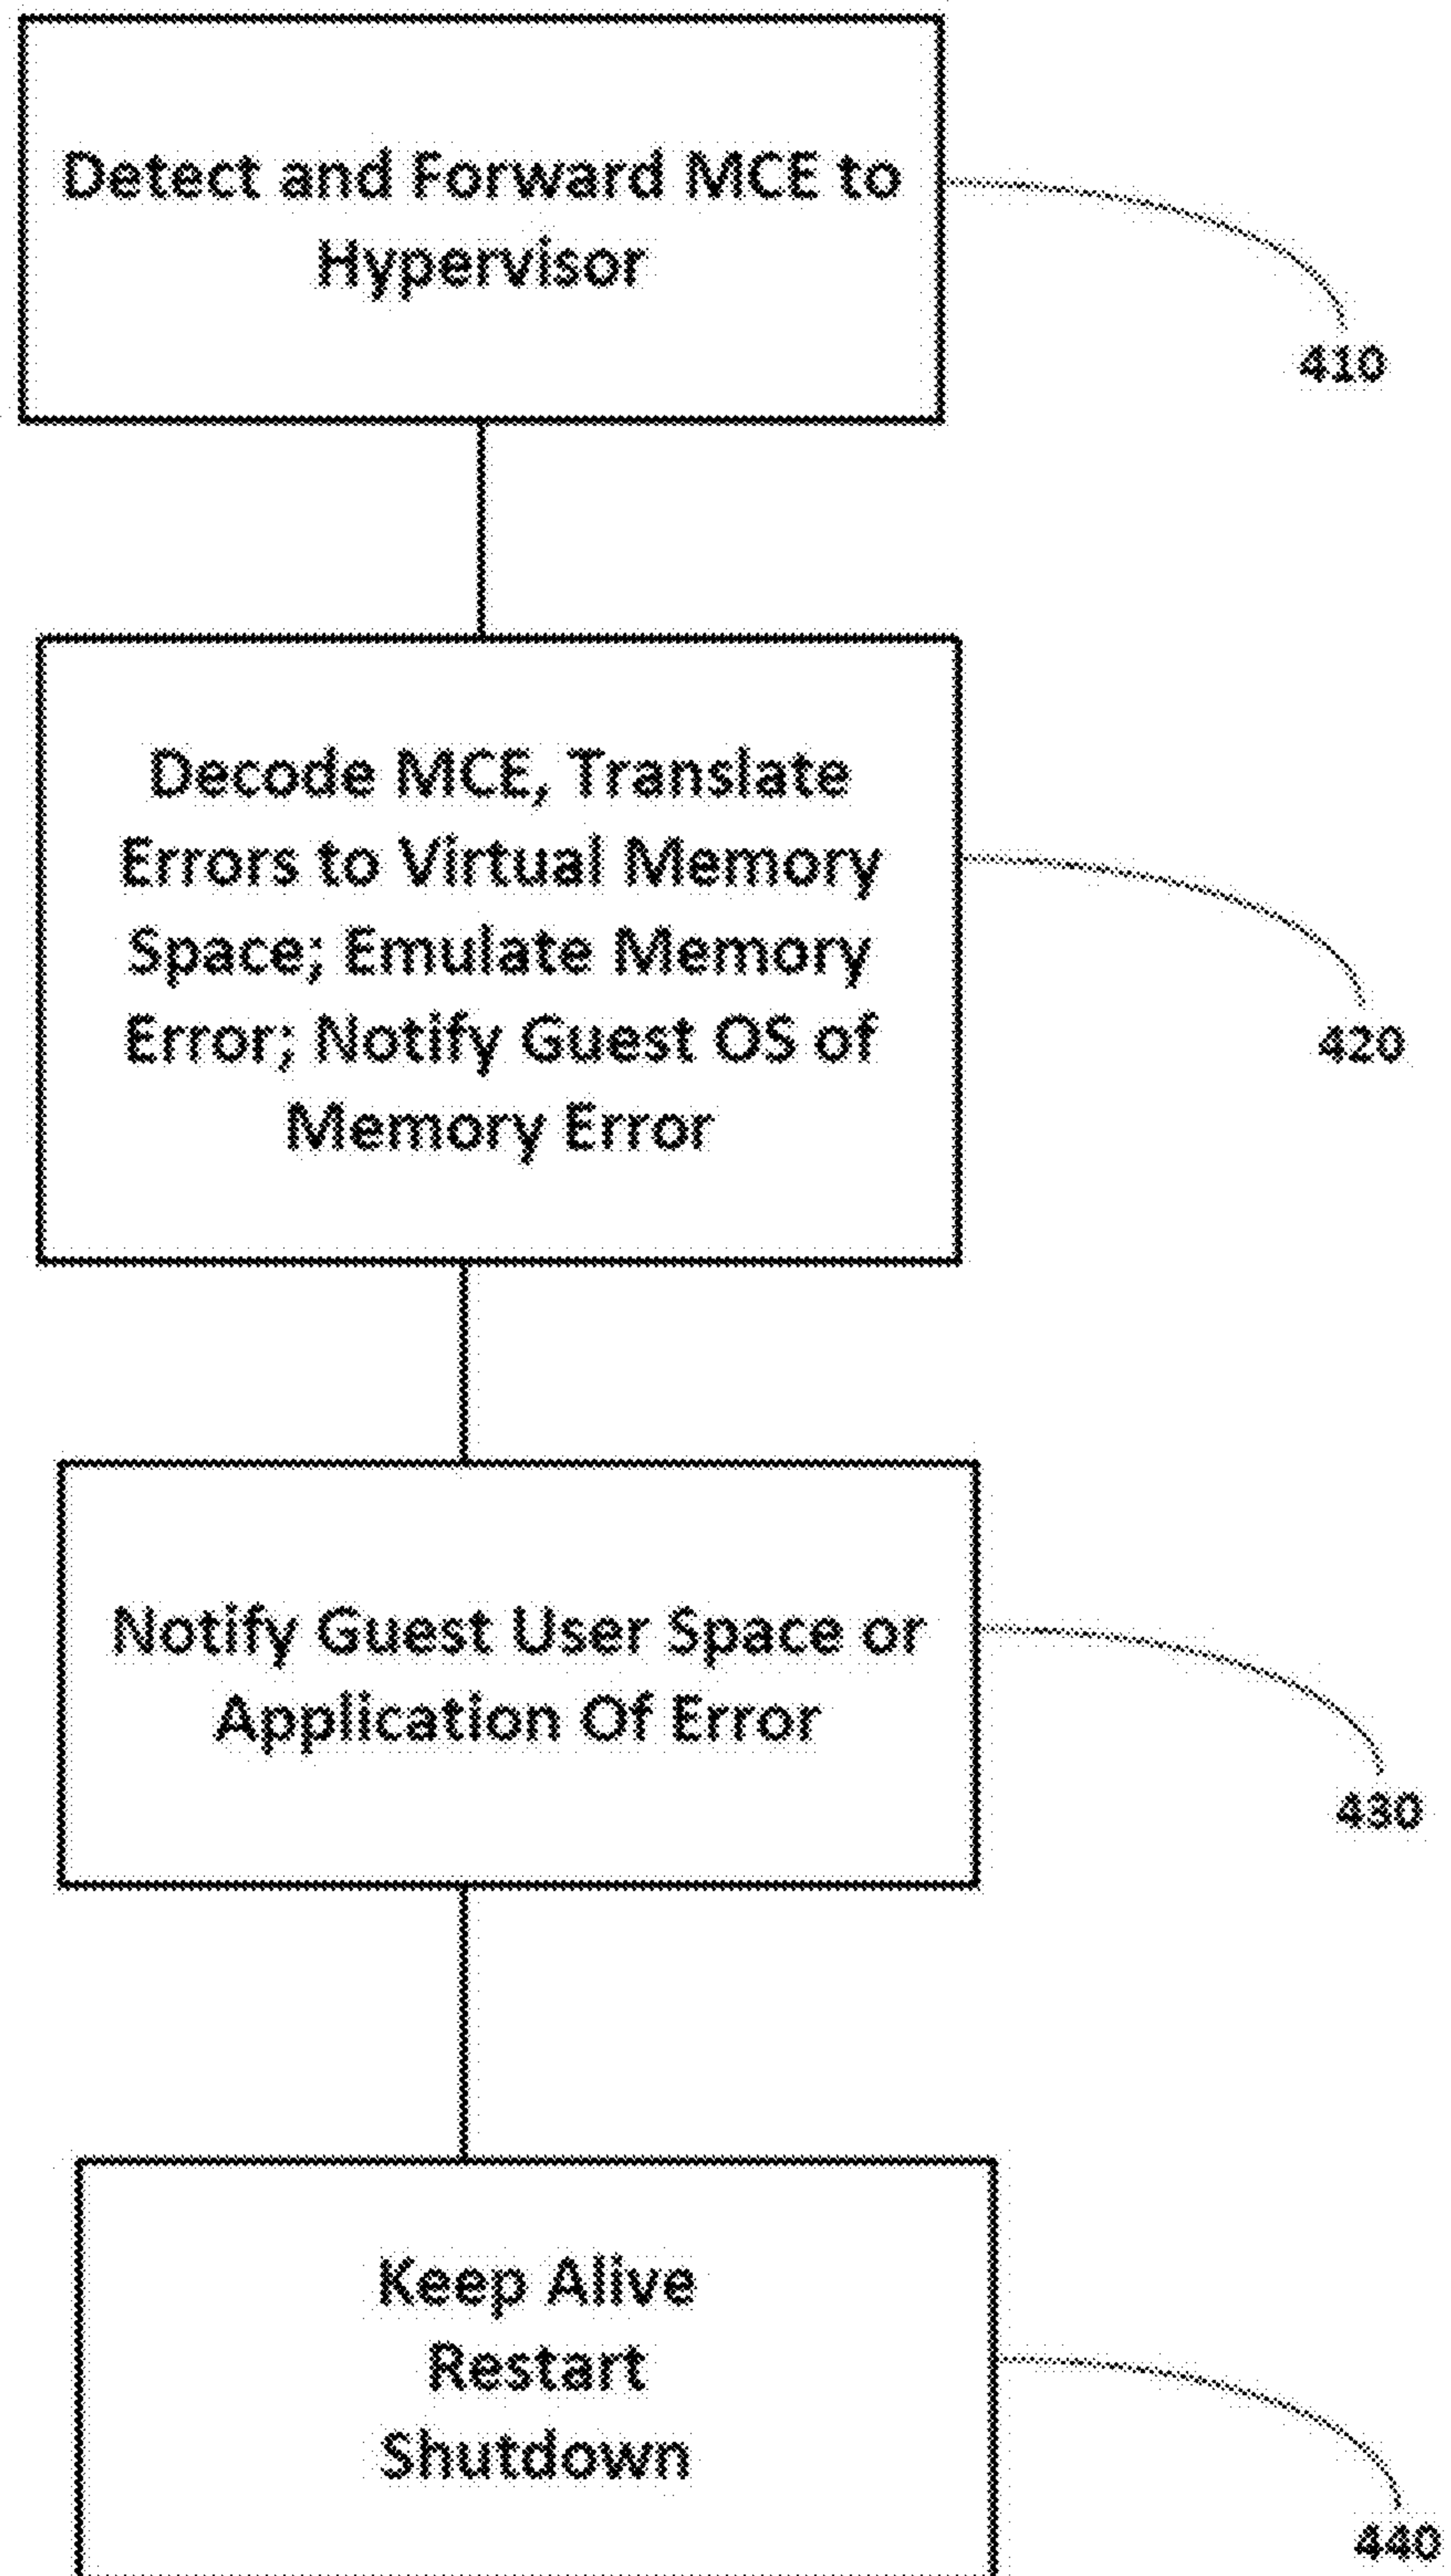 Detect and Forward MCE to
Hypervisor
410
Decode MCE, Translate
Errors to Virtual Memory
Space; Emulate Memory
Error; Notify Guest OS of
Memory Error
420
Notify Guest User Space or
Application Of Error
430
Keep Alive
Restart
Shutdown
440